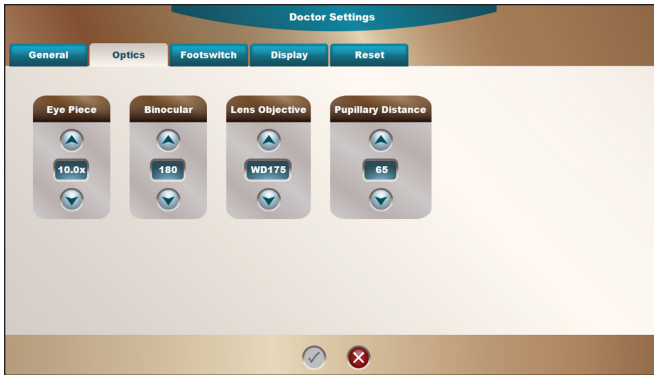 Doctor Settings
General Optics Footswitch Display Reset
Eye Piece Binocular Lens Objective Pupillary Distance
10.0x 180 WD175 65